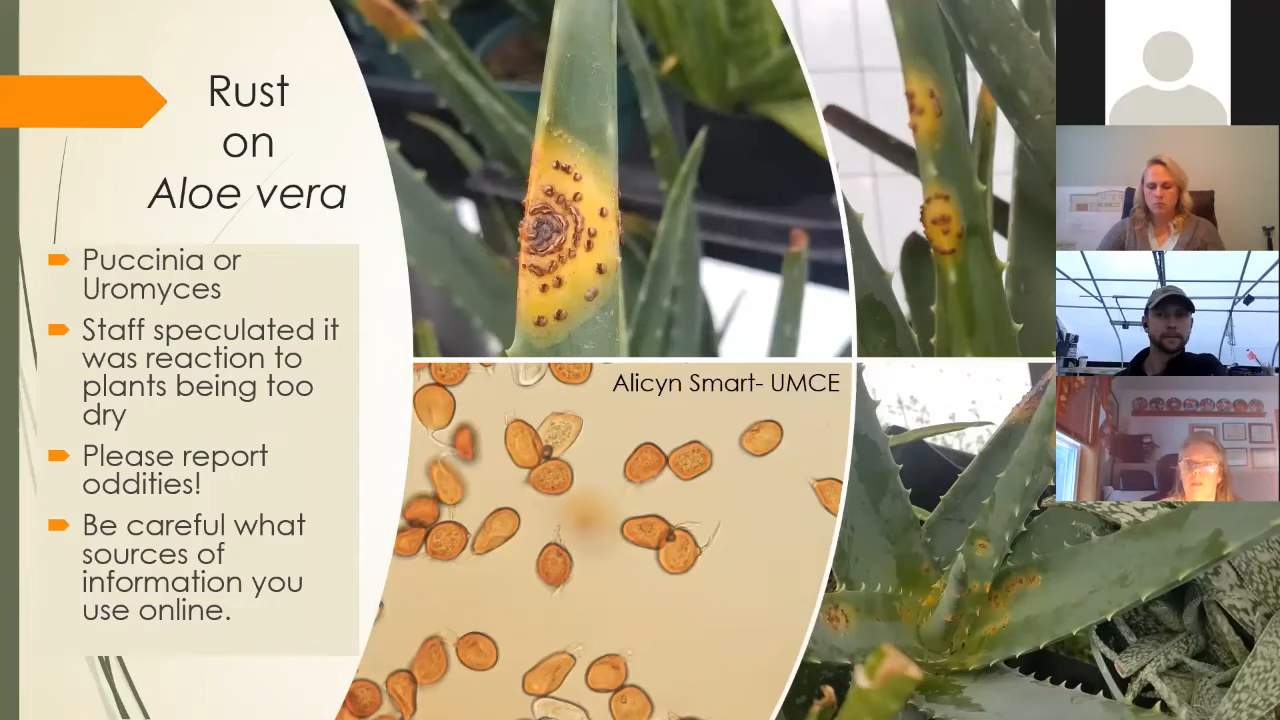 Rust
on
Aloe vera
Puccinia or
Uromyces
Staff speculated it
was reaction to
plants being too
dry
Please report
oddities!
Be careful what
sources of
information you
use online.
Alicyn Smart- UMCE